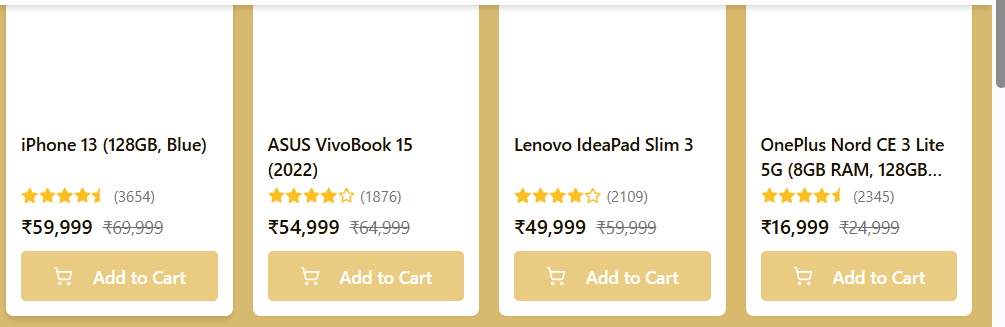 iPhone 13 (128GB, Blue)
(3654)
₹59,999 ₹69,999
Add to Cart
ASUS VivoBook 15
(2022)
(1876)
₹54,999 ₹64,999
Add to Cart
Lenovo IdeaPad Slim 3
(2109)
₹49,999 ₹59,999
Add to Cart
OnePlus Nord CE 3 Lite
5G (8GB RAM, 128GB...
(2345)
₹16,999 ₹24,999
Add to Cart